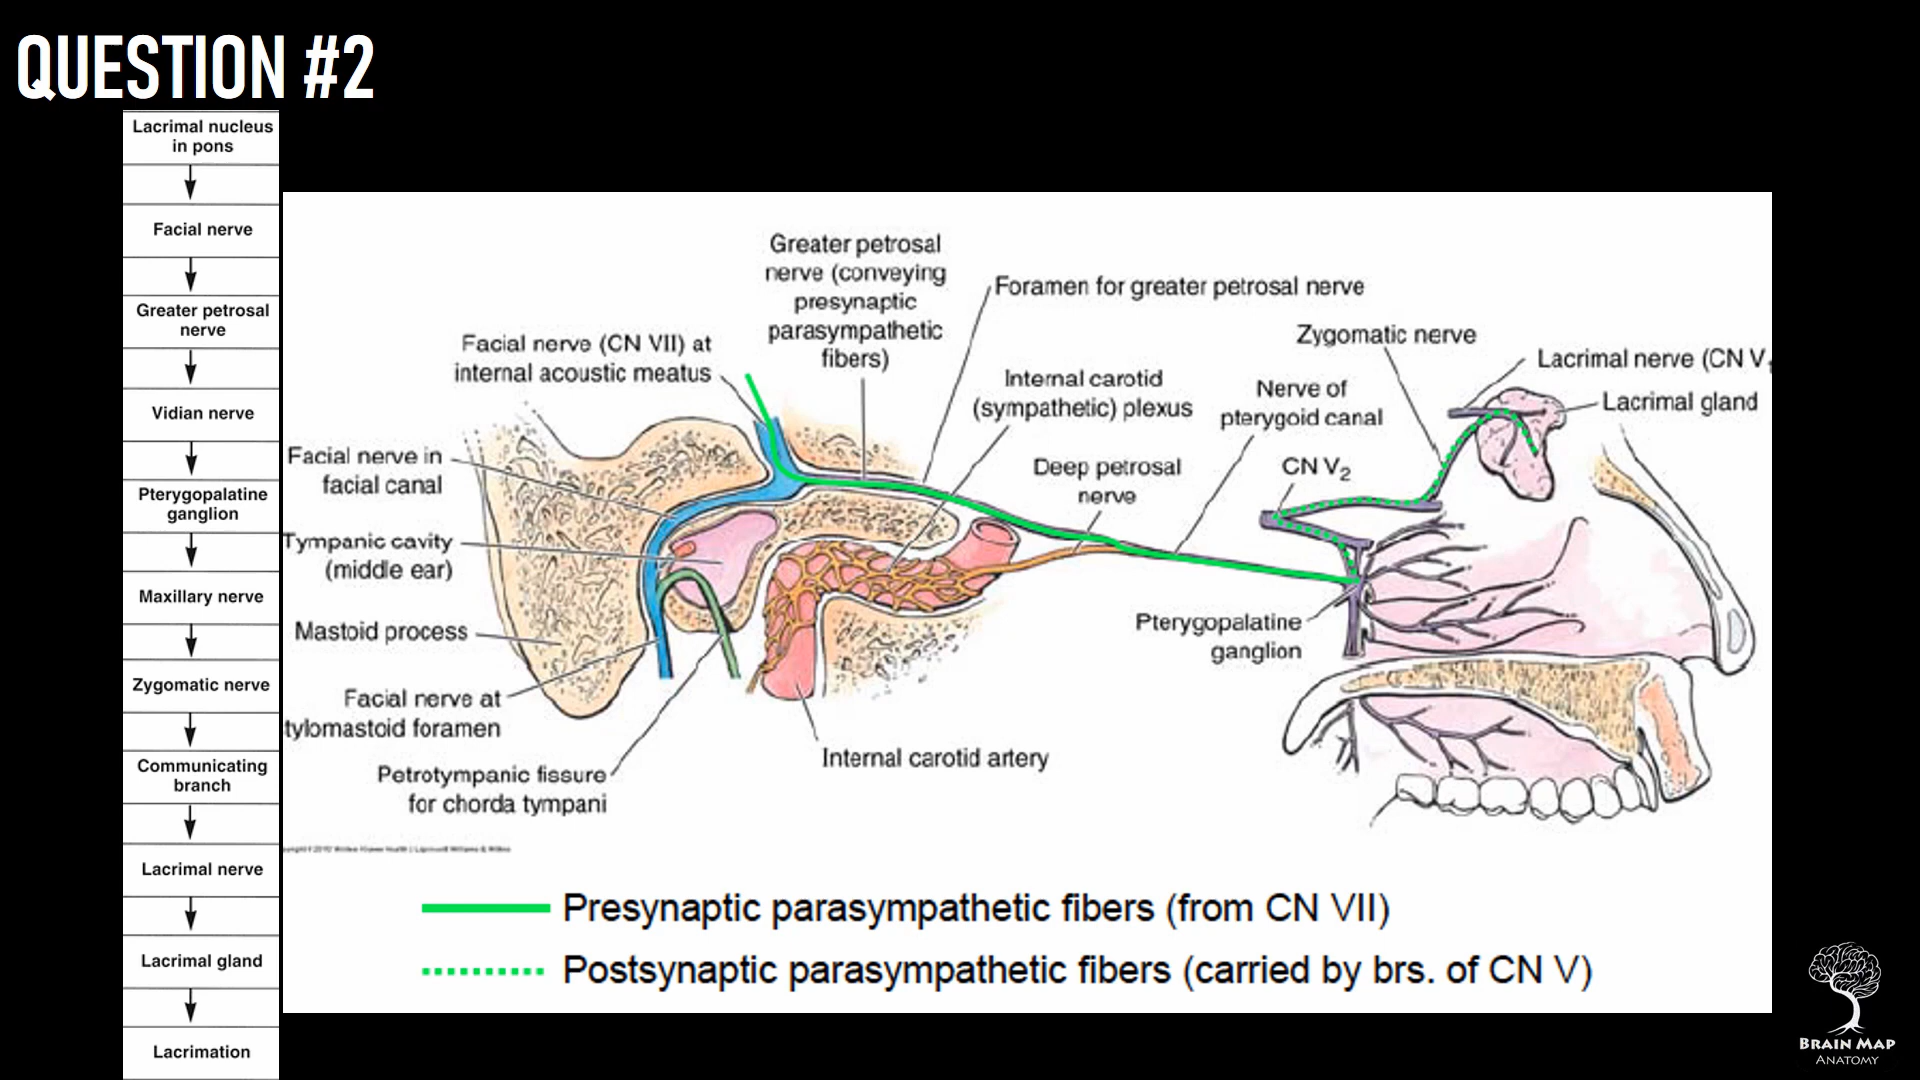 QUESTION #2
Lacrimal nucleus
in pons
Facial nerve
Greater petrosal
nerve
Vidian nerve
Pterygopalatine
ganglion
Maxillary nerve
Zygomatic nerve
Communicating
branch
Lacrimal nerve
Lacrimal gland
Lacrimation
Greater petrosal
nerve (conveying
presynaptic
parasympathetic
fibers)
Foramen for greater petrosal nerve
Facial nerve (CN VII) at
internal acoustic meatus
Internal carotid
(sympathetic) plexus
Nerve of
pterygoid canal
Zygomatic nerve
Lacrimal nerve (CN V₁
Lacrimal gland
Facial nerve in
facial canal
Deep petrosal
nerve
CN V₂
Tympanic cavity
(middle ear)
Mastoid process
Pterygopalatine
ganglion
Facial nerve at
tylomastoid foramen
Internal carotid artery
Petrotympanic fissure
for chorda tympani
Presynaptic parasympathetic fibers (from CN VII)
Postsynaptic parasympathetic fibers (carried by brs. of CN V)
BRAIN MAP
ANATOMY